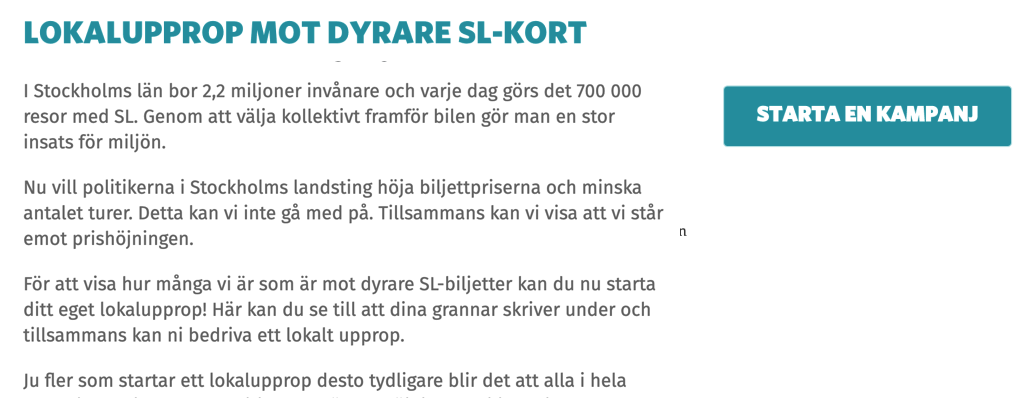 LOKALUPPROP MOT DYRARE SL-KORT
I Stockholms län bor 2,2 miljoner invånare och varje dag görs det 700 000
resor med SL. Genom att välja kollektivt framför bilen gör man en stor
insats för miljön.
STARTA EN KAMPANJ
Nu vill politikerna i Stockholms landsting höja biljettpriserna och minska
antalet turer. Detta kan vi inte gå med på. Tillsammans kan vi visa att vi står
emot prishöjningen.
n
För att visa hur många vi är som är mot dyrare SL-biljetter kan du nu starta
ditt eget lokalupprop! Här kan du se till att dina grannar skriver under och
tillsammans kan ni bedriva ett lokalt upprop.
Ju fler som startar ett lokalupprop desto tydligare blir det att alla i hela